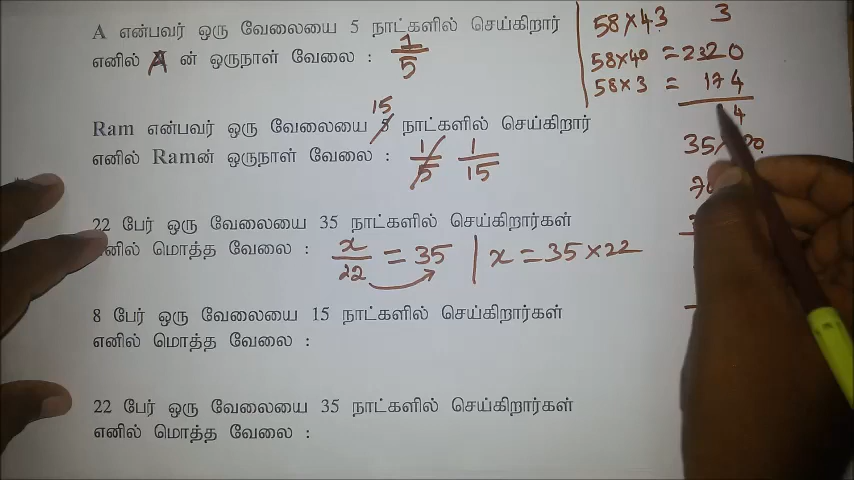 A என்பவர் ஒரு வேலையை 5 நாட்களில் செய்கிறார்
எனில் A ன் ஒருநாள் வேலை : 1/5
Ram என்பவர் ஒரு வேலையை 15 நாட்களில் செய்கிறார்
எனில் Ramன் ஒருநாள் வேலை : 1/5 1/15
22 பேர் ஒரு வேலையை 35 நாட்களில் செய்கிறார்கள்
எனில் மொத்த வேலை : x/22 = 35 | x = 35 × 22
8 பேர் ஒரு வேலையை 15 நாட்களில் செய்கிறார்கள்
எனில் மொத்த வேலை :
22 பேர் ஒரு வேலையை 35 நாட்களில் செய்கிறார்கள்
எனில் மொத்த வேலை :
58 × 43 3
58 × 40 = 2320
58 × 3 = 174
4
35